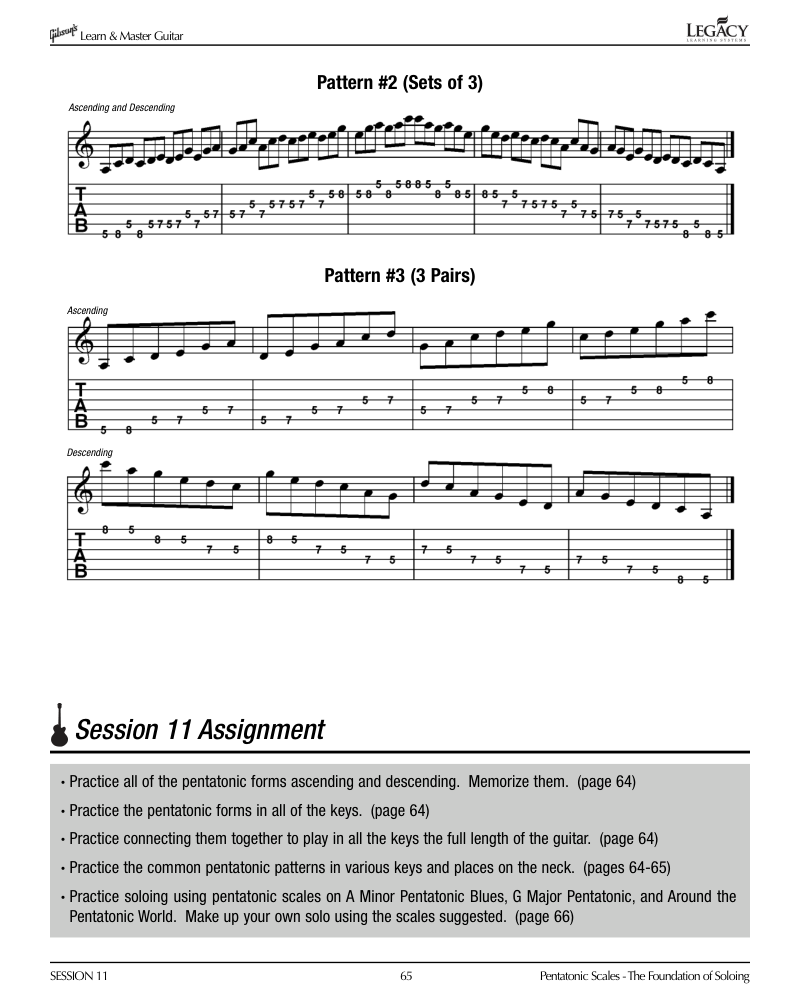 Gibson's Learn & Master Guitar
LEGACY
LEARNING SYSTEMS
Pattern #2 (Sets of 3)
Ascending and Descending
T
A
B
5 8 5 8 5 7 5 7 5 7 5 7
5 7 5 7 5 7 5 7 5 7 5 8
5 8 5 8 5 8 8 5 8 5 8 5
8 5 7 5 7 5 7 5 7 5 7 5
7 5 7 5 7 5 7 5 8 5 8 5
Pattern #3 (3 Pairs)
Ascending
T
A
B
5 8 5 7 5 7 5 7 5 7 5 7 5 7 5 7 5 8 5 7 5 8 5 8
Descending
T
A
B
8 5 8 5 7 5 8 5 7 5 7 5 7 5 7 5 7 5 7 5 7 5 8 5
Session 11 Assignment
• Practice all of the pentatonic forms ascending and descending. Memorize them. (page 64)
• Practice the pentatonic forms in all of the keys. (page 64)
• Practice connecting them together to play in all the keys the full length of the guitar. (page 64)
• Practice the common pentatonic patterns in various keys and places on the neck. (pages 64-65)
• Practice soloing using pentatonic scales on A Minor Pentatonic Blues, G Major Pentatonic, and Around the
Pentatonic World. Make up your own solo using the scales suggested. (page 66)
SESSION 11 65 Pentatonic Scales - The Foundation of Soloing